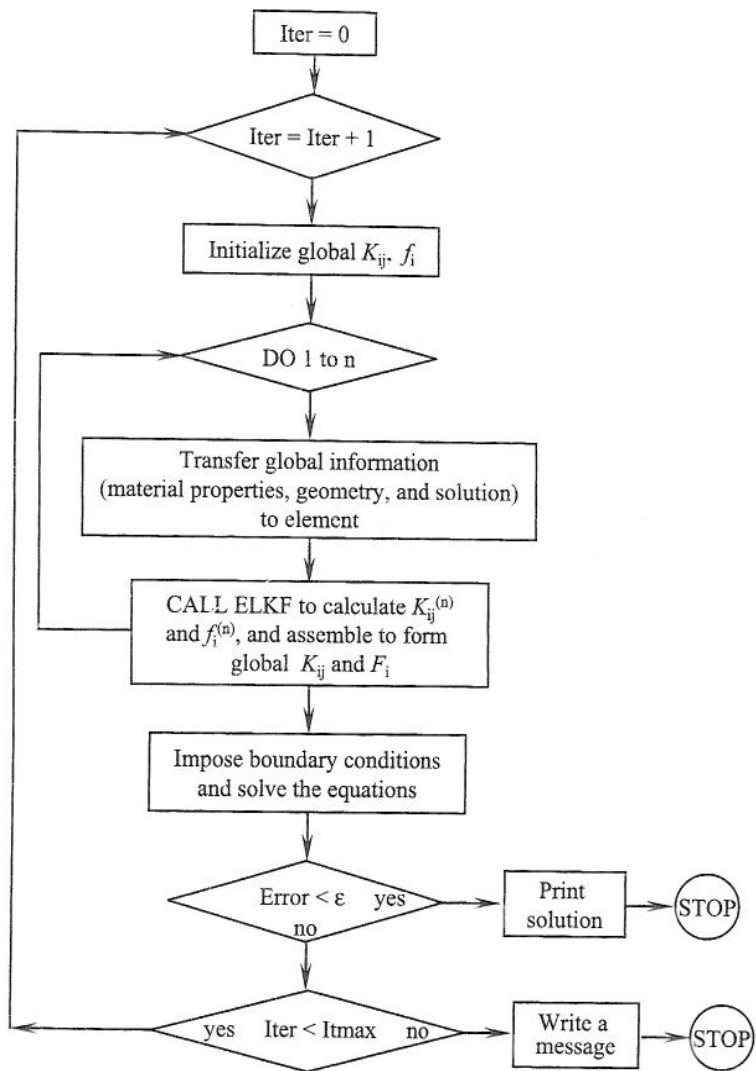 Iter = 0
Iter = Iter + 1
Initialize global K_ij, f_i
DO 1 to n
Transfer global information
(material properties, geometry, and solution)
to element
CALL ELKF to calculate K_ij^(n)
and f_i^(n), and assemble to form
global K_ij and F_i
Impose boundary conditions
and solve the equations
Error < ε yes
no
Print
solution
STOP
yes Iter < Itmax no
Write a
message
STOP